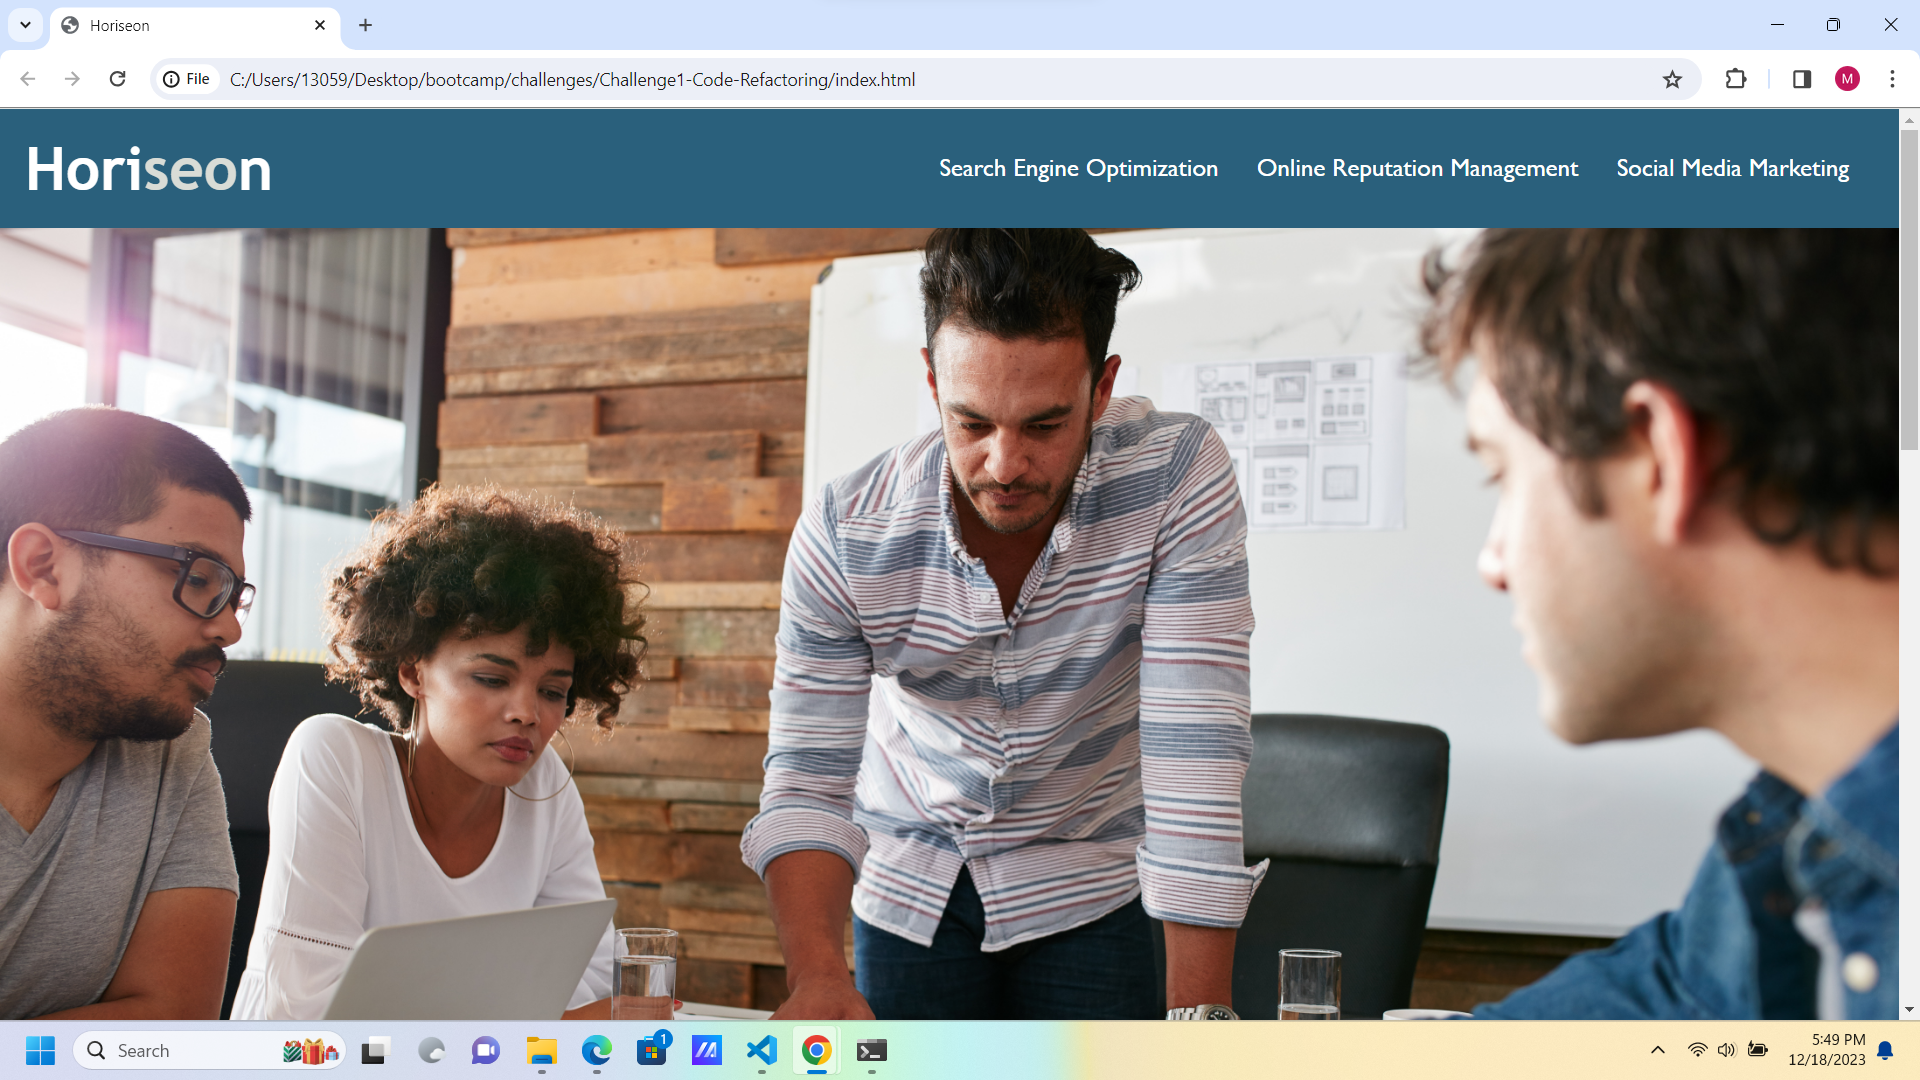 Horiseon
File
C:/Users/13059/Desktop/bootcamp/challenges/Challenge1-Code-Refactoring/index.html
M
Horiseon
Search Engine Optimization
Online Reputation Management
Social Media Marketing
Search
1
5:49 PM
12/18/2023